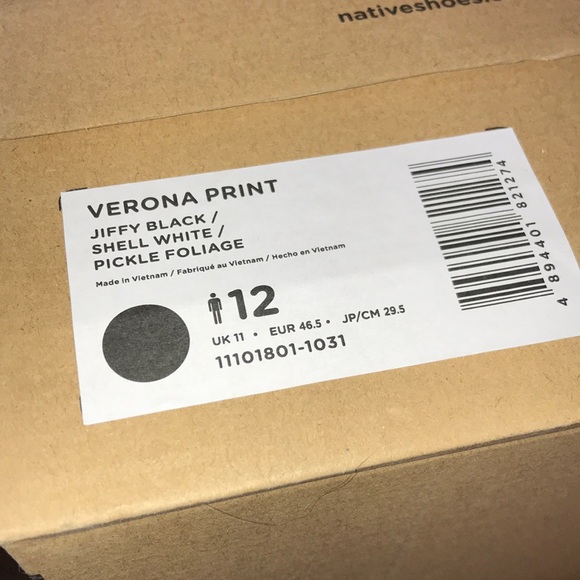 nativeshoes
VERONA PRINT
JIFFY BLACK /
SHELL WHITE /
PICKLE FOLIAGE
Made in Vietnam / Fabriqué au Vietnam / Hecho en Vietnam
12
UK 11 • EUR 46.5 • JP/CM 29.5
11101801-1031
4 894401 821274